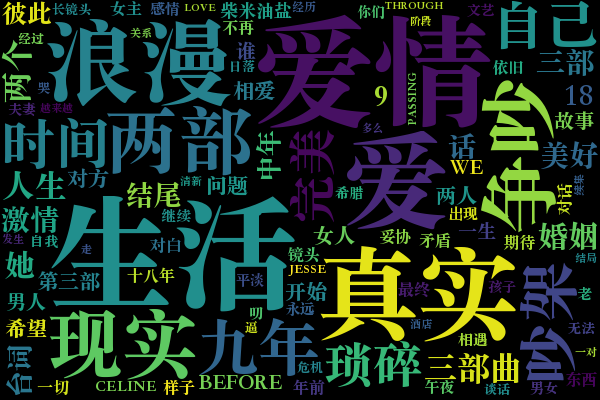 彼此
长镜头
女主
感情
LOVE
柴米油盐
经历
你们
THROUGH
文艺
自己
阶段
不再
谁
两个
经过
浪漫
关系
爱情
日落
依旧
三部
哭
相爱
9
PASSING
18
夫妻
越来越
故事
时间
两部
中年
完美
多么
爱
话
争吵
美好
WE
人生
对方
结尾
问题
清新
希腊
两人
对话
继续
激情
继续
出现
一生
期待
婚姻
发生
自我
生活
走
对白
女人
妥协
矛盾
结局
她
第三部
十八年
平淡
镜头
JESSE
真实
吵架
男人
开始
最终
孩子
老
永远
明
希望
现实
九年
逼
酒店
相遇
无法
台词
琐碎
三部曲
一对
危机
一切
CELINE
样子
BEFORE
年前
午夜
谈话
男女
东西